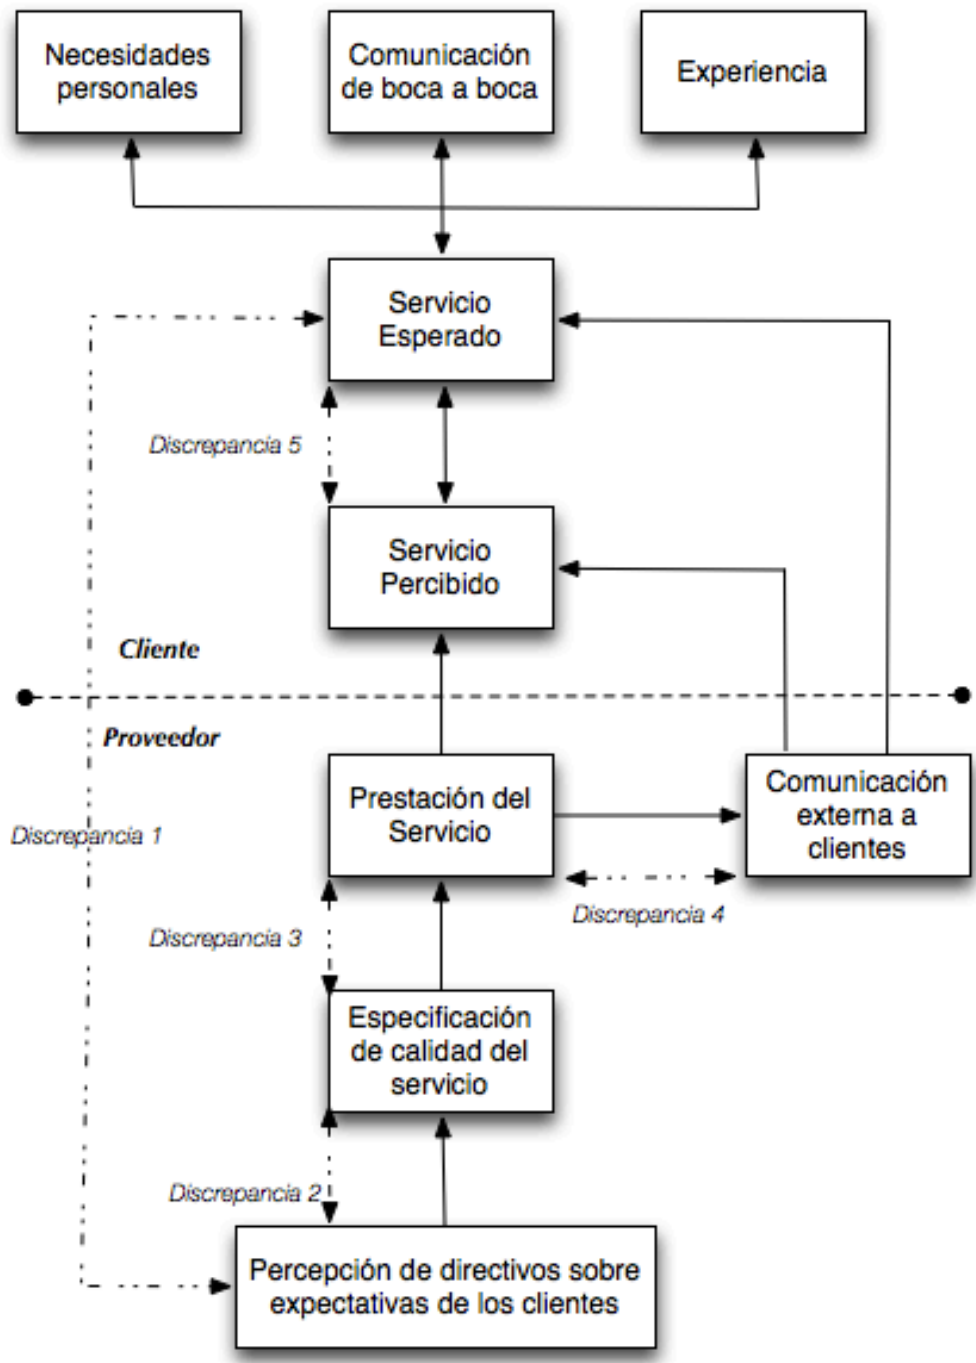 Necesidades
personales
Comunicación
de boca a boca
Experiencia
Servicio
Esperado
Discrepancia 5
Servicio
Percibido
Cliente
Proveedor
Prestación del
Servicio
Comunicación
externa a
clientes
Discrepancia 1
Discrepancia 4
Discrepancia 3
Especificación
de calidad del
servicio
Discrepancia 2
Percepción de directivos sobre
expectativas de los clientes